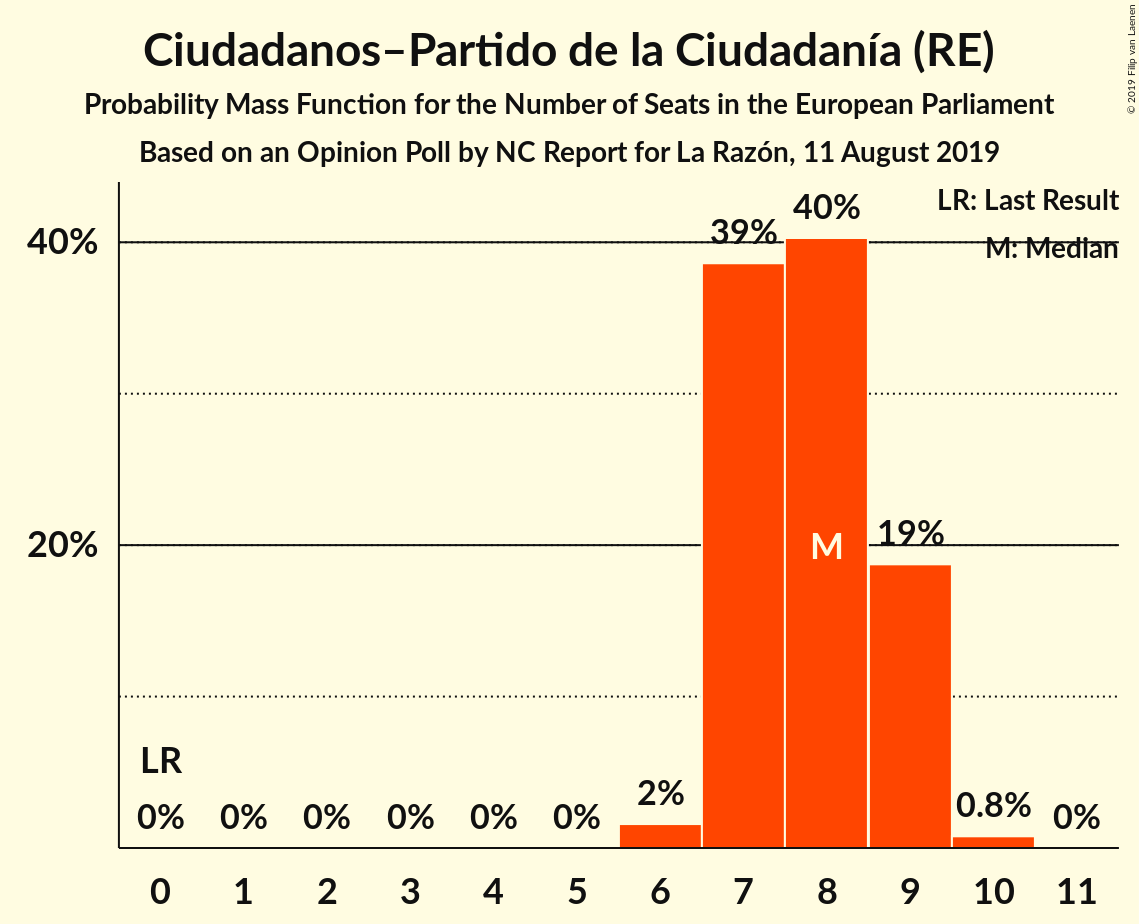 Ciudadanos–Partido de la Ciudadanía (RE)
Probability Mass Function for the Number of Seats in the European Parliament
Based on an Opinion Poll by NC Report for La Razón, 11 August 2019
© 2019 Filip van Laenen
LR: Last Result
M: Median
40%
20%
39%
40%
M
19%
LR
0%
0%
0%
0%
0%
0%
2%
0.8%
0%
0 1 2 3 4 5 6 7 8 9 10 11